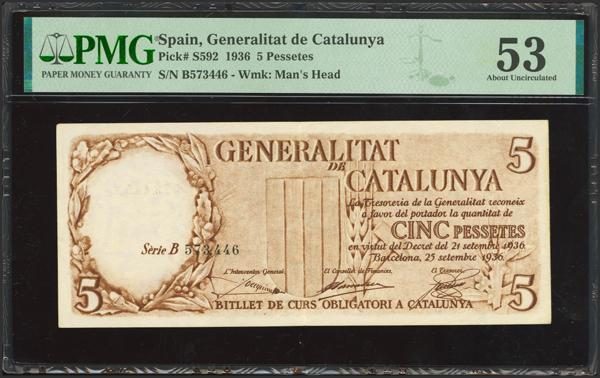 PMG
PAPER MONEY GUARANTY
Spain, Generalitat de Catalunya
Pick# S592 1936 5 Pessetes
S/N B573446 - Wmk: Man's Head
53
About Uncirculated
GENERALITAT
DE
CATALUNYA
5
La Tresoreria de la Generalitat reconeix
a favor del portador la quantitat de
CINC PESSETES
en virtut del Decret del 21 setembre 1936
Barcelona, 25 setembre 1936
Sèrie B 573446
L'Interventor General, El Conseller de Finances, El Tresorer,
5
BITLLET DE CURS OBLIGATORI A CATALUNYA
5